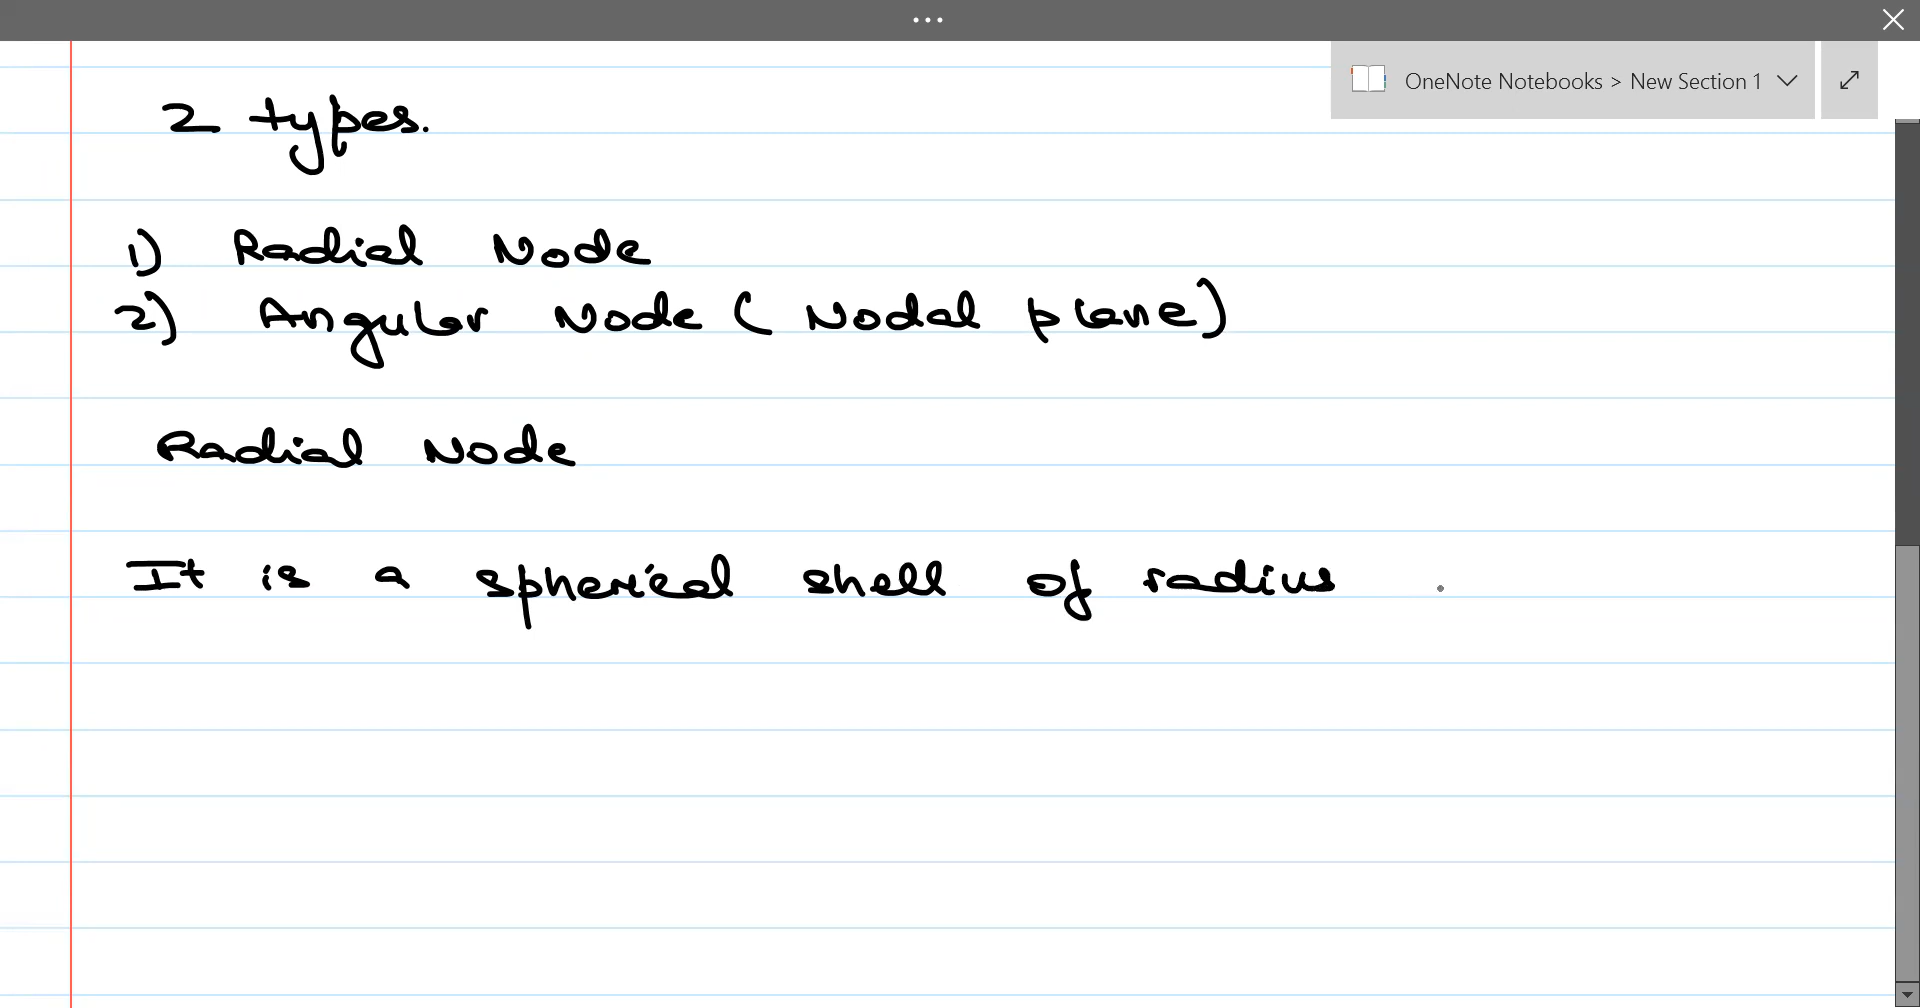 OneNote Notebooks > New Section 1
2 types.
1) Radial Node
2) Angular Node (Nodal plane)
Radial Node
It is a spherical shell of radius